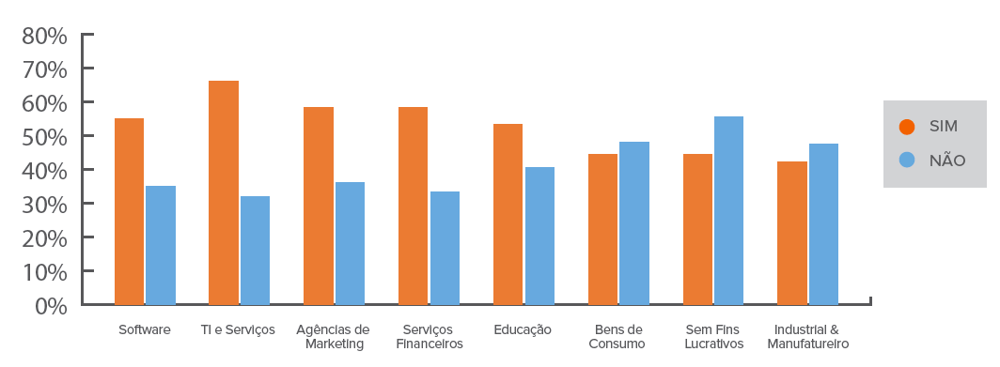 80%
70%
60%
50%
40%
30%
20%
10%
0%
SIM
NÃO
Software
TI e Serviços
Agências de
Marketing
Serviços
Financeiros
Educação
Bens de
Consumo
Sem Fins
Lucrativos
Industrial &
Manufatureiro